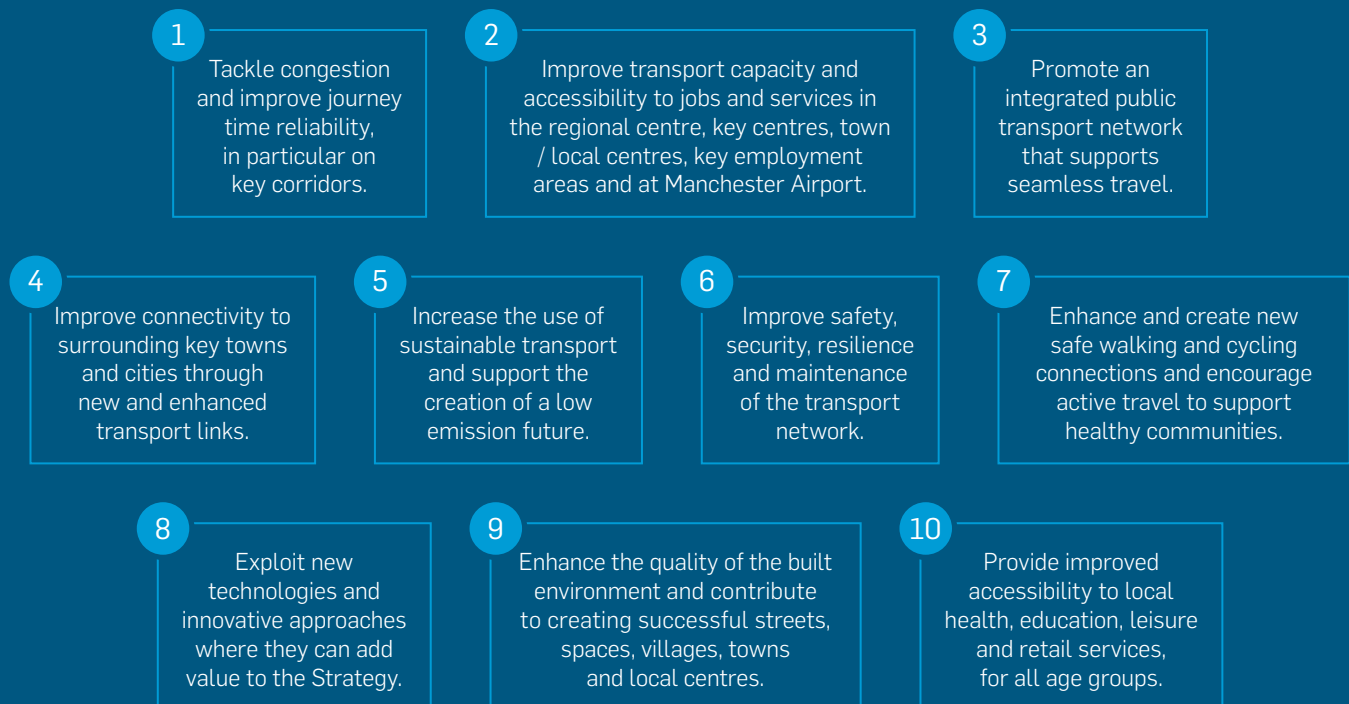 1
Tackle congestion
and improve journey
time reliability,
in particular on
key corridors.
2
Improve transport capacity and
accessibility to jobs and services in
the regional centre, key centres, town
/ local centres, key employment
areas and at Manchester Airport.
3
Promote an
integrated public
transport network
that supports
seamless travel.
4
Improve connectivity to
surrounding key towns
and cities through
new and enhanced
transport links.
5
Increase the use of
sustainable transport
and support the
creation of a low
emission future.
6
Improve safety,
security, resilience
and maintenance
of the transport
network.
7
Enhance and create new
safe walking and cycling
connections and encourage
active travel to support
healthy communities.
8
Exploit new
technologies and
innovative approaches
where they can add
value to the Strategy.
9
Enhance the quality of the built
environment and contribute
to creating successful streets,
spaces, villages, towns
and local centres.
10
Provide improved
accessibility to local
health, education, leisure
and retail services,
for all age groups.